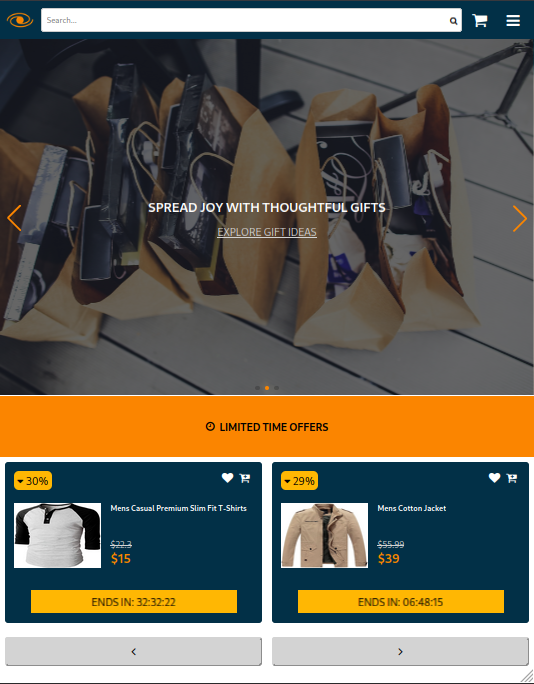 Search...
SPREAD JOY WITH THOUGHTFUL GIFTS
EXPLORE GIFT IDEAS
LIMITED TIME OFFERS
30%
Mens Casual Premium Slim Fit T-Shirts
$22.3
$15
ENDS IN: 32:32:22
29%
Mens Cotton Jacket
$55.99
$39
ENDS IN: 06:48:15